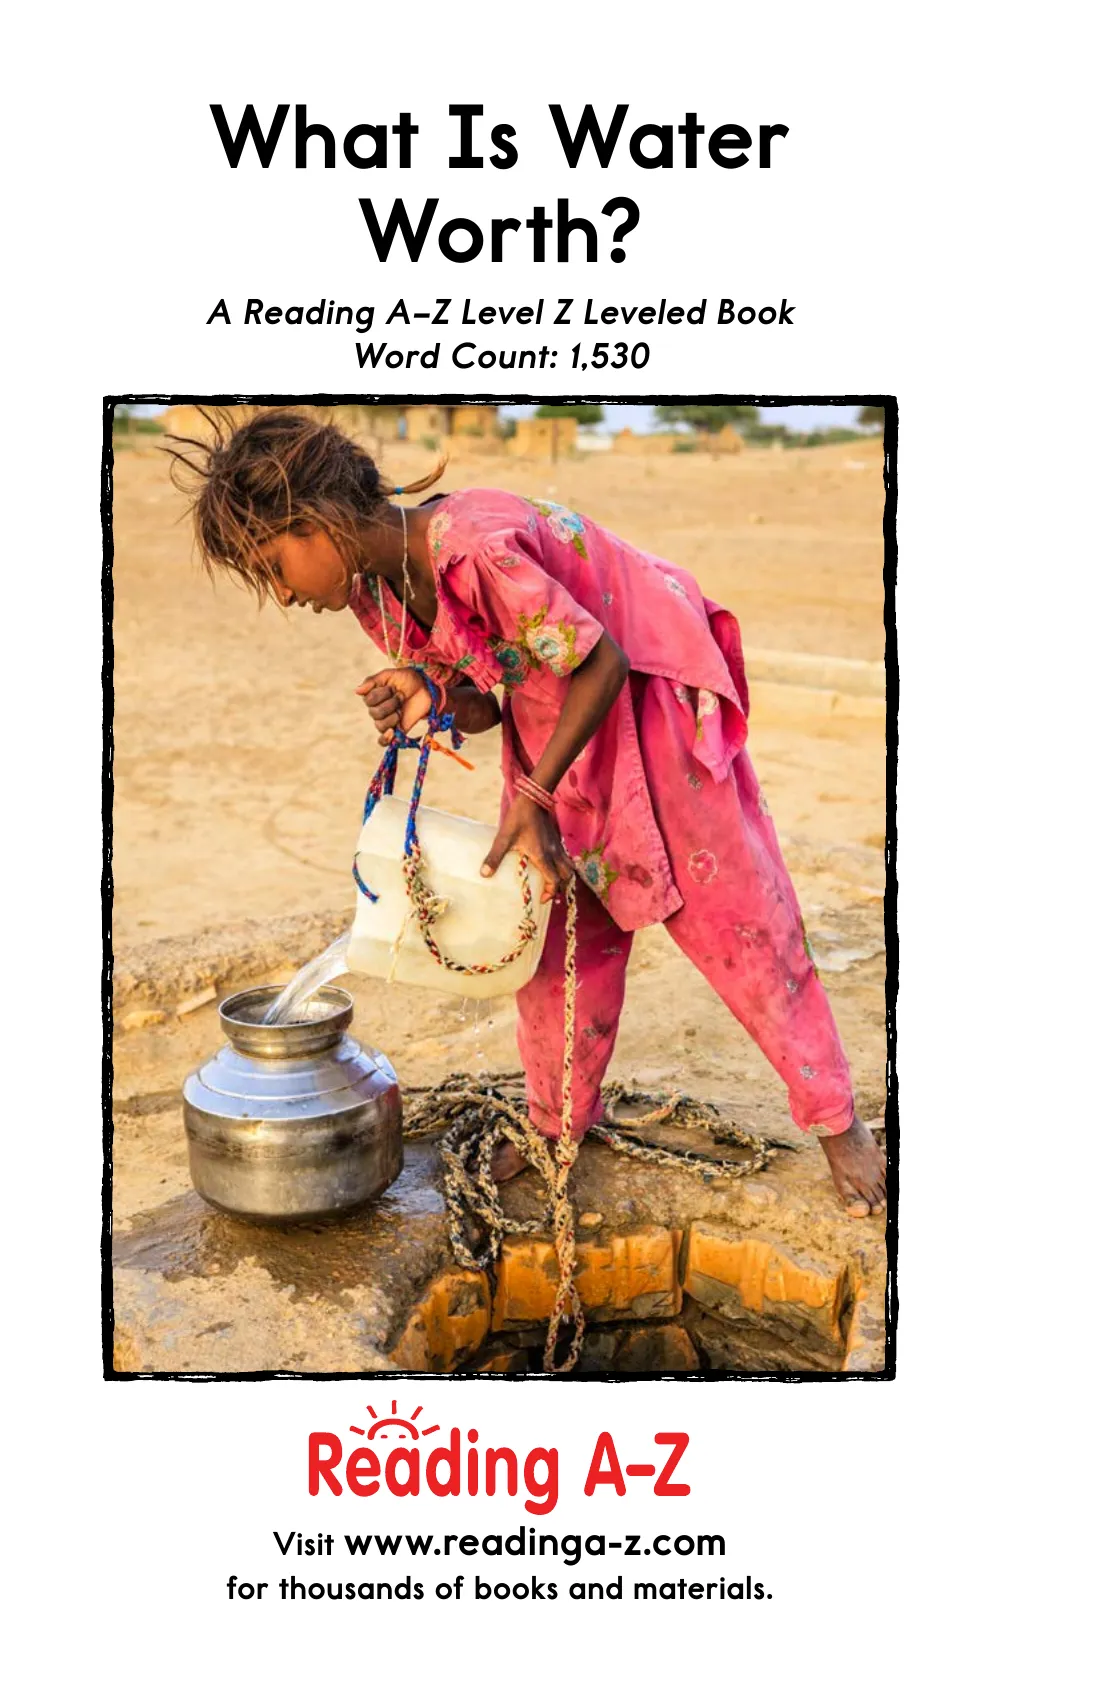 What Is Water
Worth?
A Reading A–Z Level Z Leveled Book
Word Count: 1,530
Reading A–Z
Visit www.readinga-z.com
for thousands of books and materials.